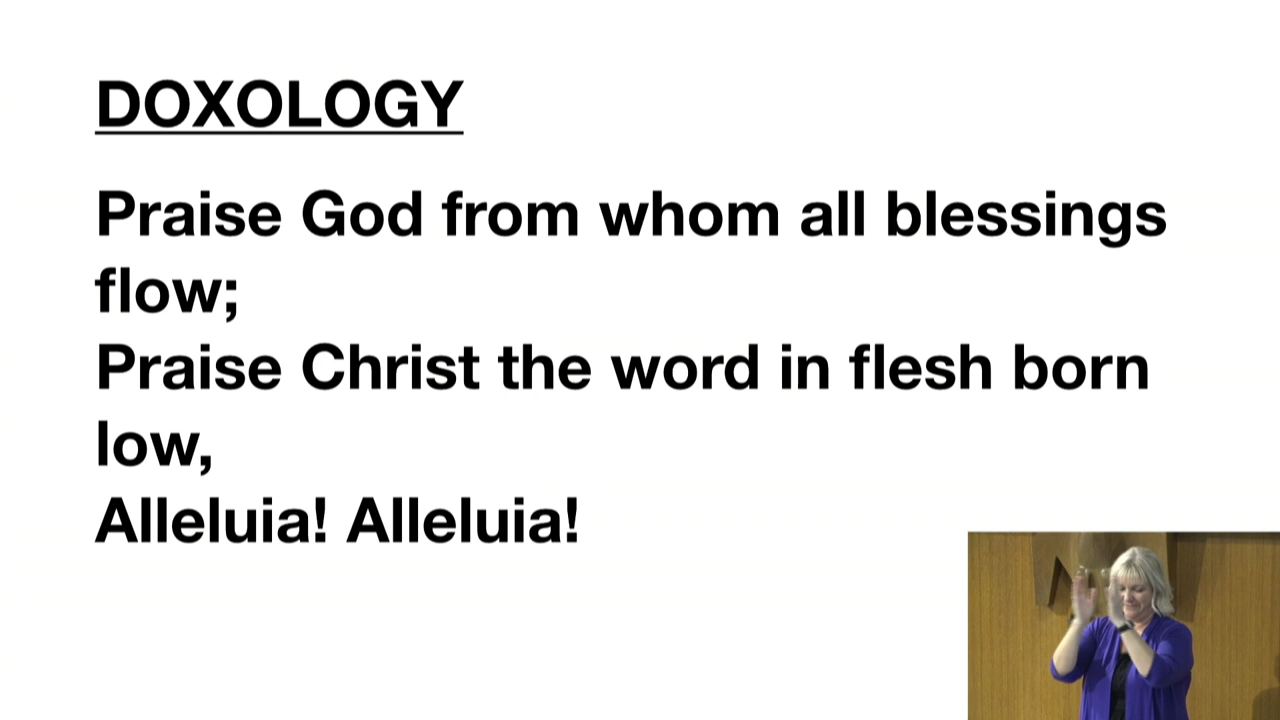 DOXOLOGY
Praise God from whom all blessings
flow;
Praise Christ the word in flesh born
low,
Alleluia! Alleluia!